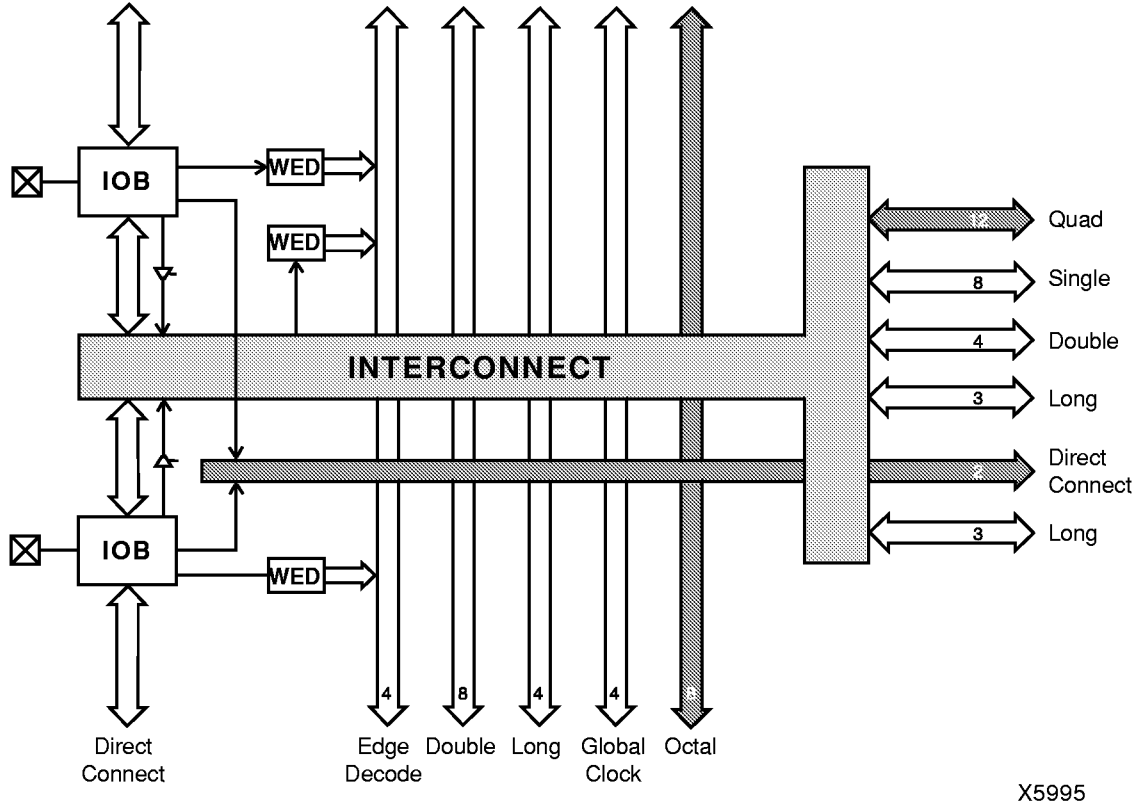 IOB
WED
WED
12
Quad
8
Single
INTERCONNECT
4
Double
3
Long
2
Direct
Connect
IOB
WED
3
Long
4
8
4
4
8
Direct
Connect
Edge
Decode
Double
Long
Global
Clock
Octal
X5995